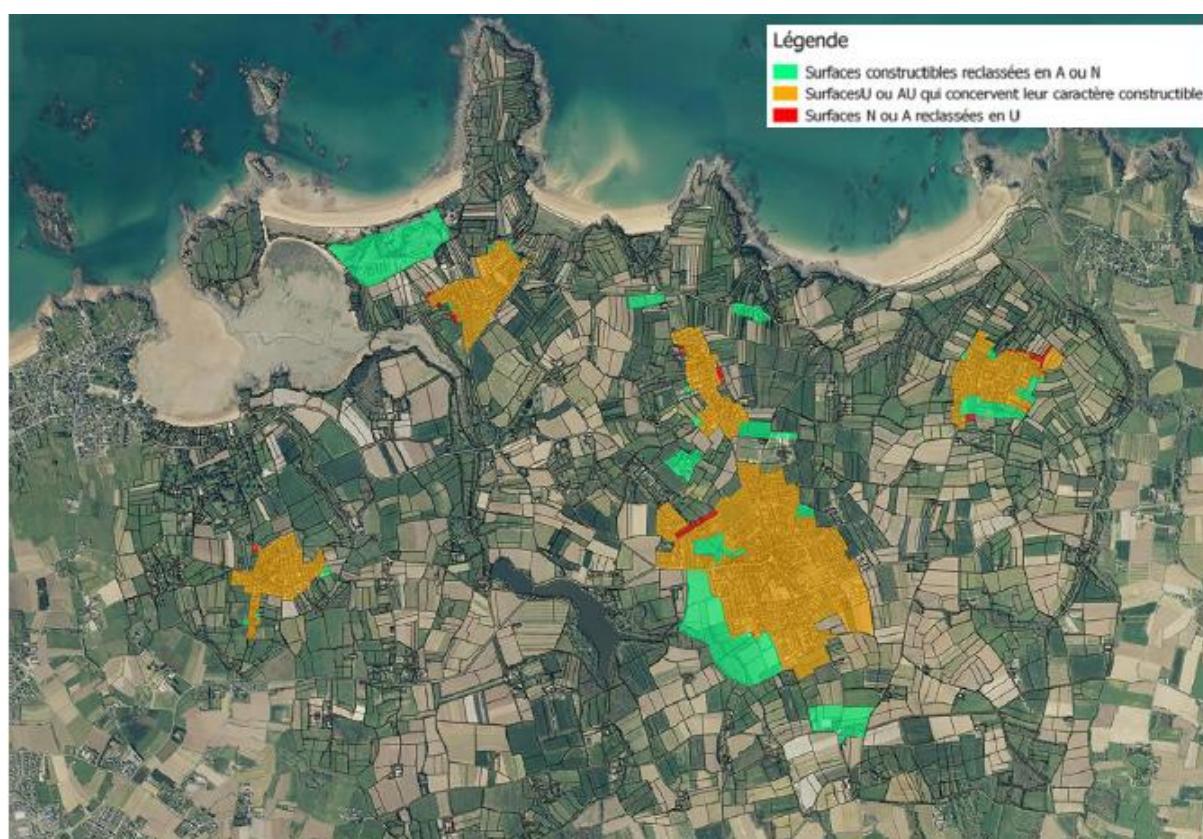 Légende
Surfaces constructibles reclassées en A ou N
SurfacesU ou AU qui concervent leur caractère constructible
Surfaces N ou A reclassées en U